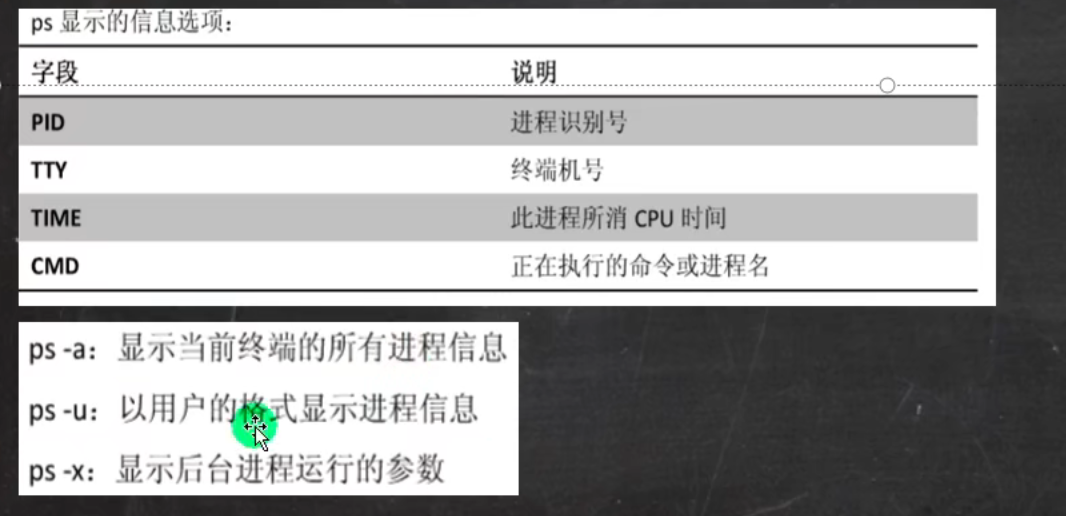 ps 显示的信息选项：
字段 说明
PID 进程识别号
TTY 终端机号
TIME 此进程所消 CPU 时间
CMD 正在执行的命令或进程名
ps -a：显示当前终端的所有进程信息
ps -u：以用户的格式显示进程信息
ps -x：显示后台进程运行的参数